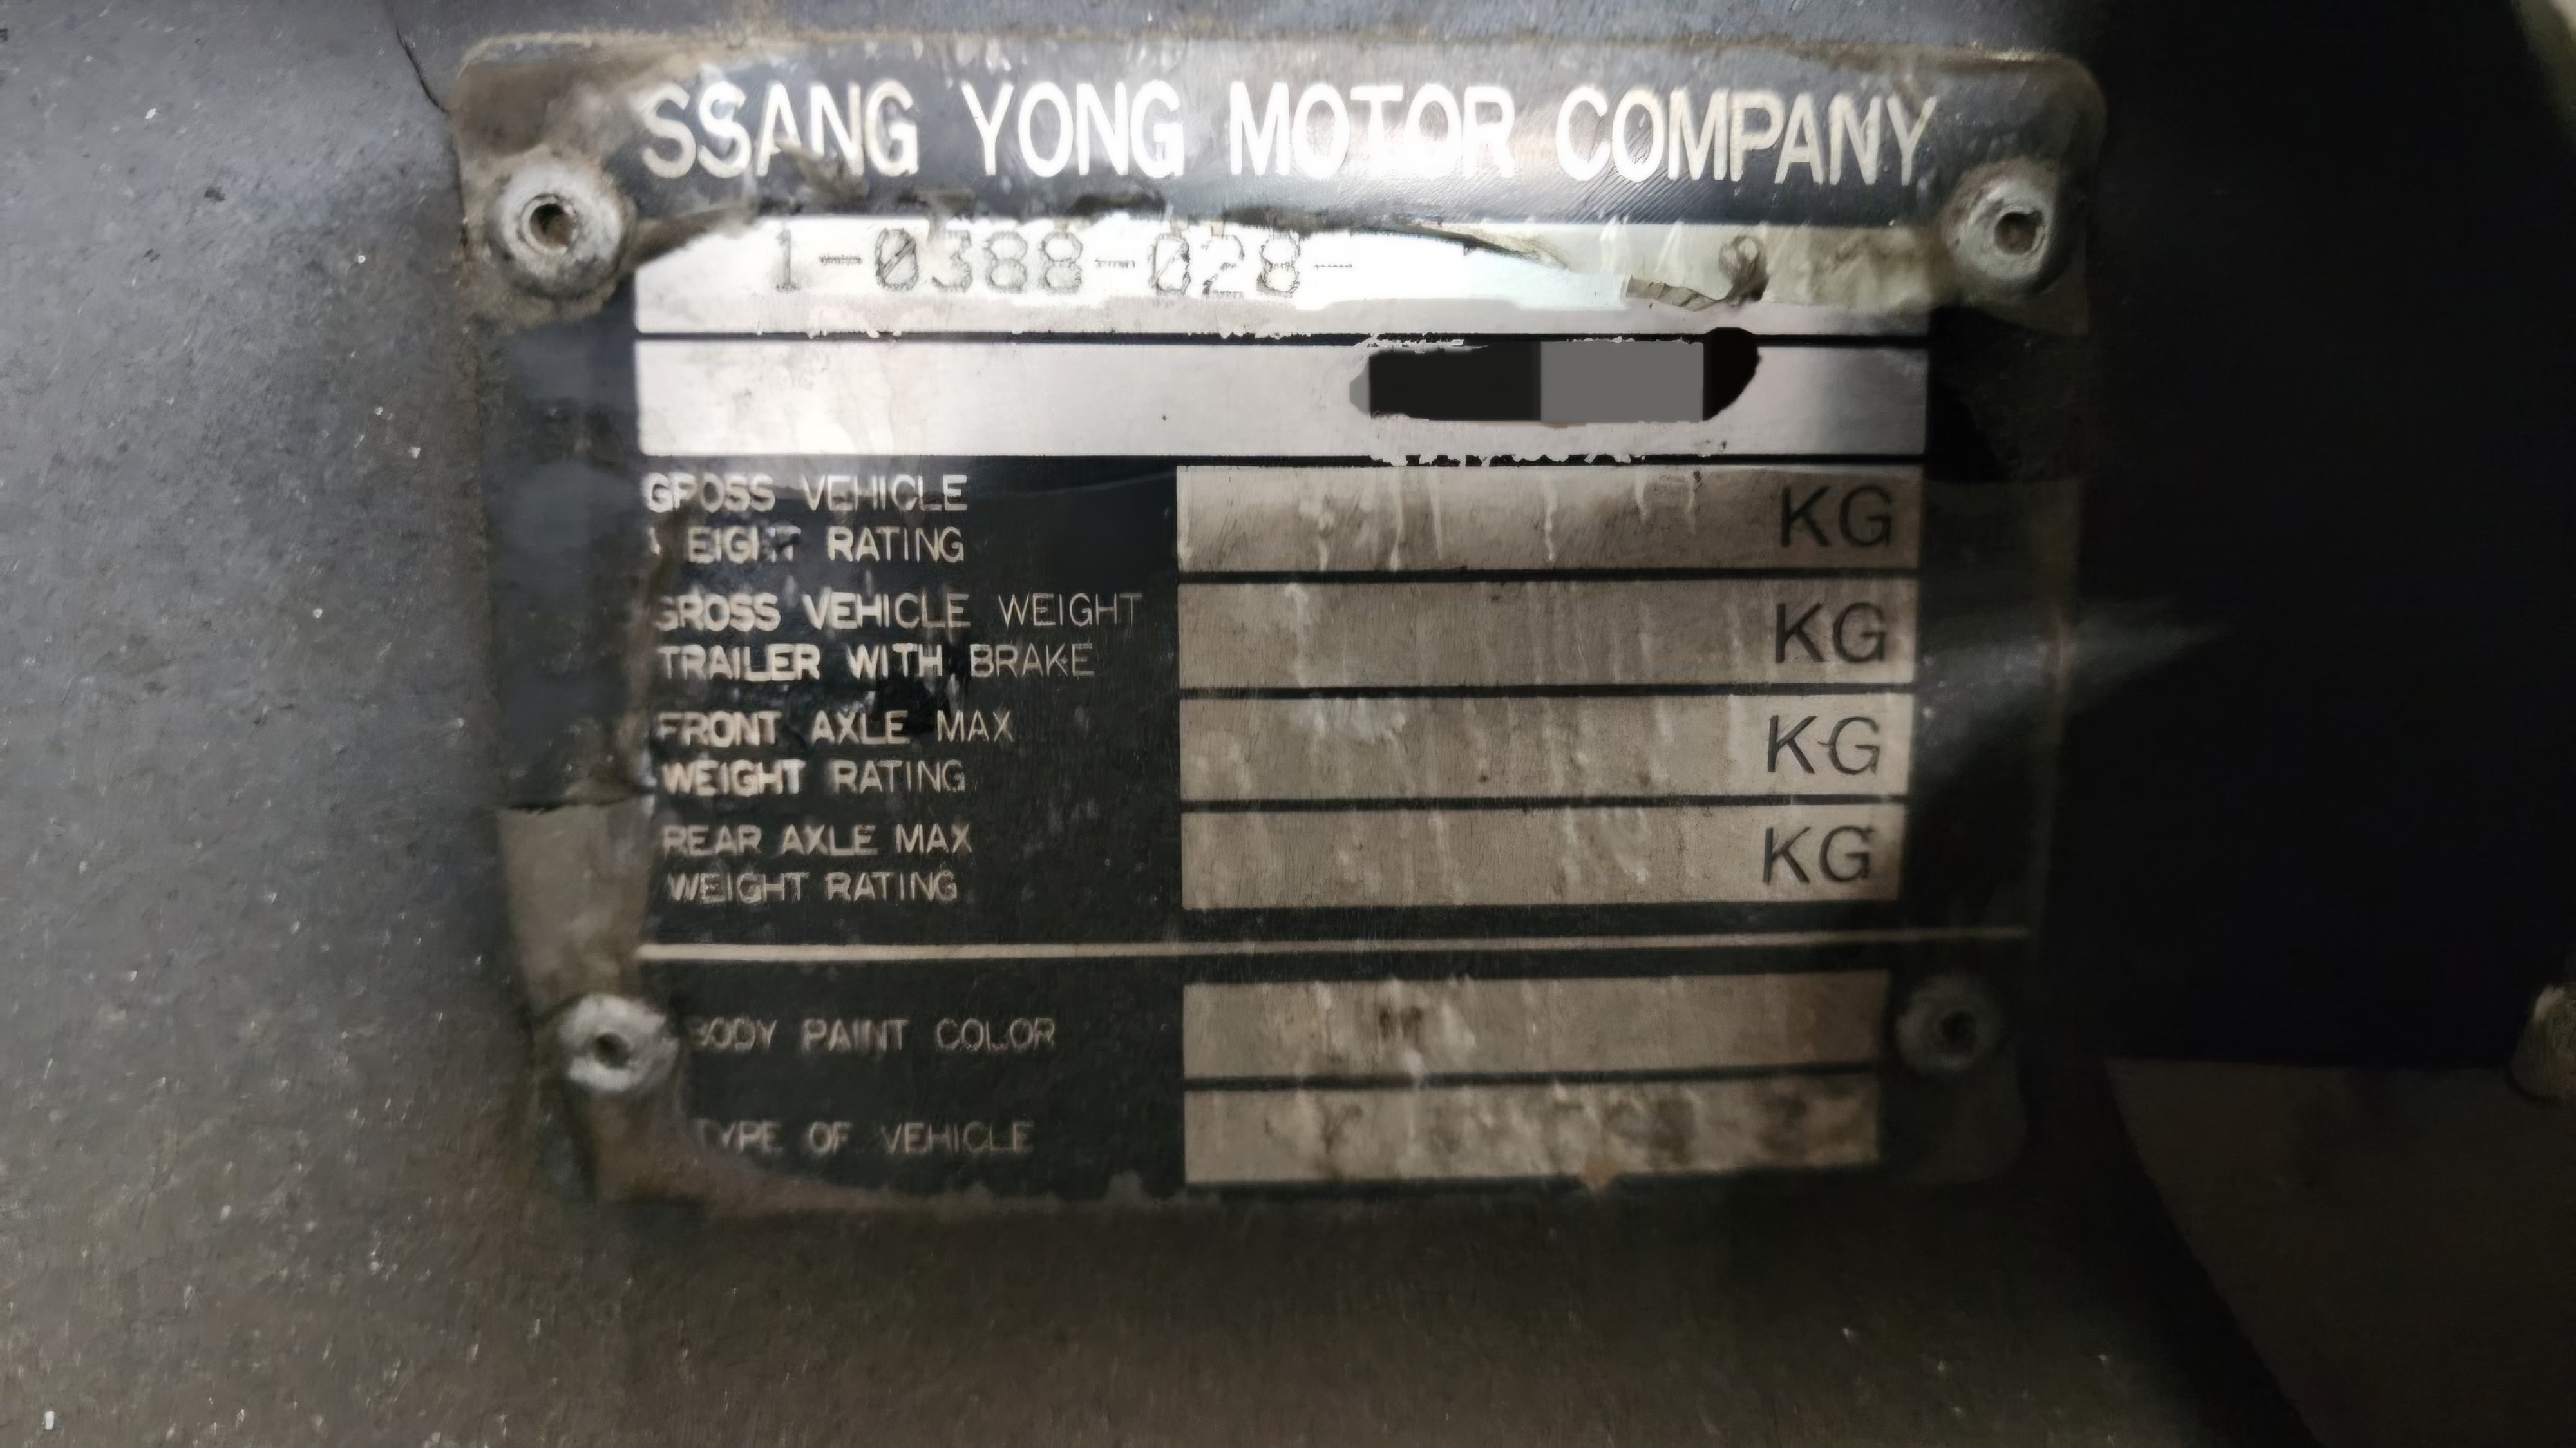 SSANG YONG MOTOR COMPANY
1-0388-028-
GROSS VEHICLE
KG
WEIGHT RATING
GROSS VEHICLE WEIGHT
KG
TRAILER WITH BRAKE
FRONT AXLE MAX
KG
WEIGHT RATING
REAR AXLE MAX
KG
WEIGHT RATING
BODY PAINT COLOR
TYPE OF VEHICLE